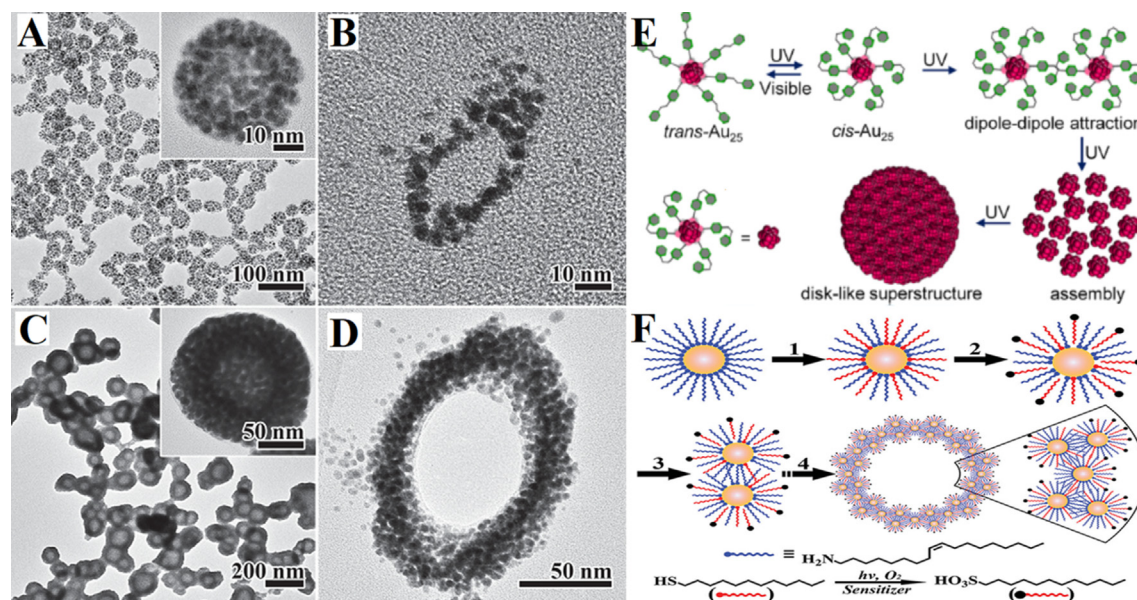 A
10 nm
100 nm
B
10 nm
C
50 nm
200 nm
D
50 nm
E
UV
Visible
UV
trans-Au25
cis-Au25
dipole-dipole attraction
UV
UV
=
disk-like superstructure
assembly
F
1
2
3
4
≡ H2N
HS
hν, O2
Sensitizer
HO3S
( )
( )